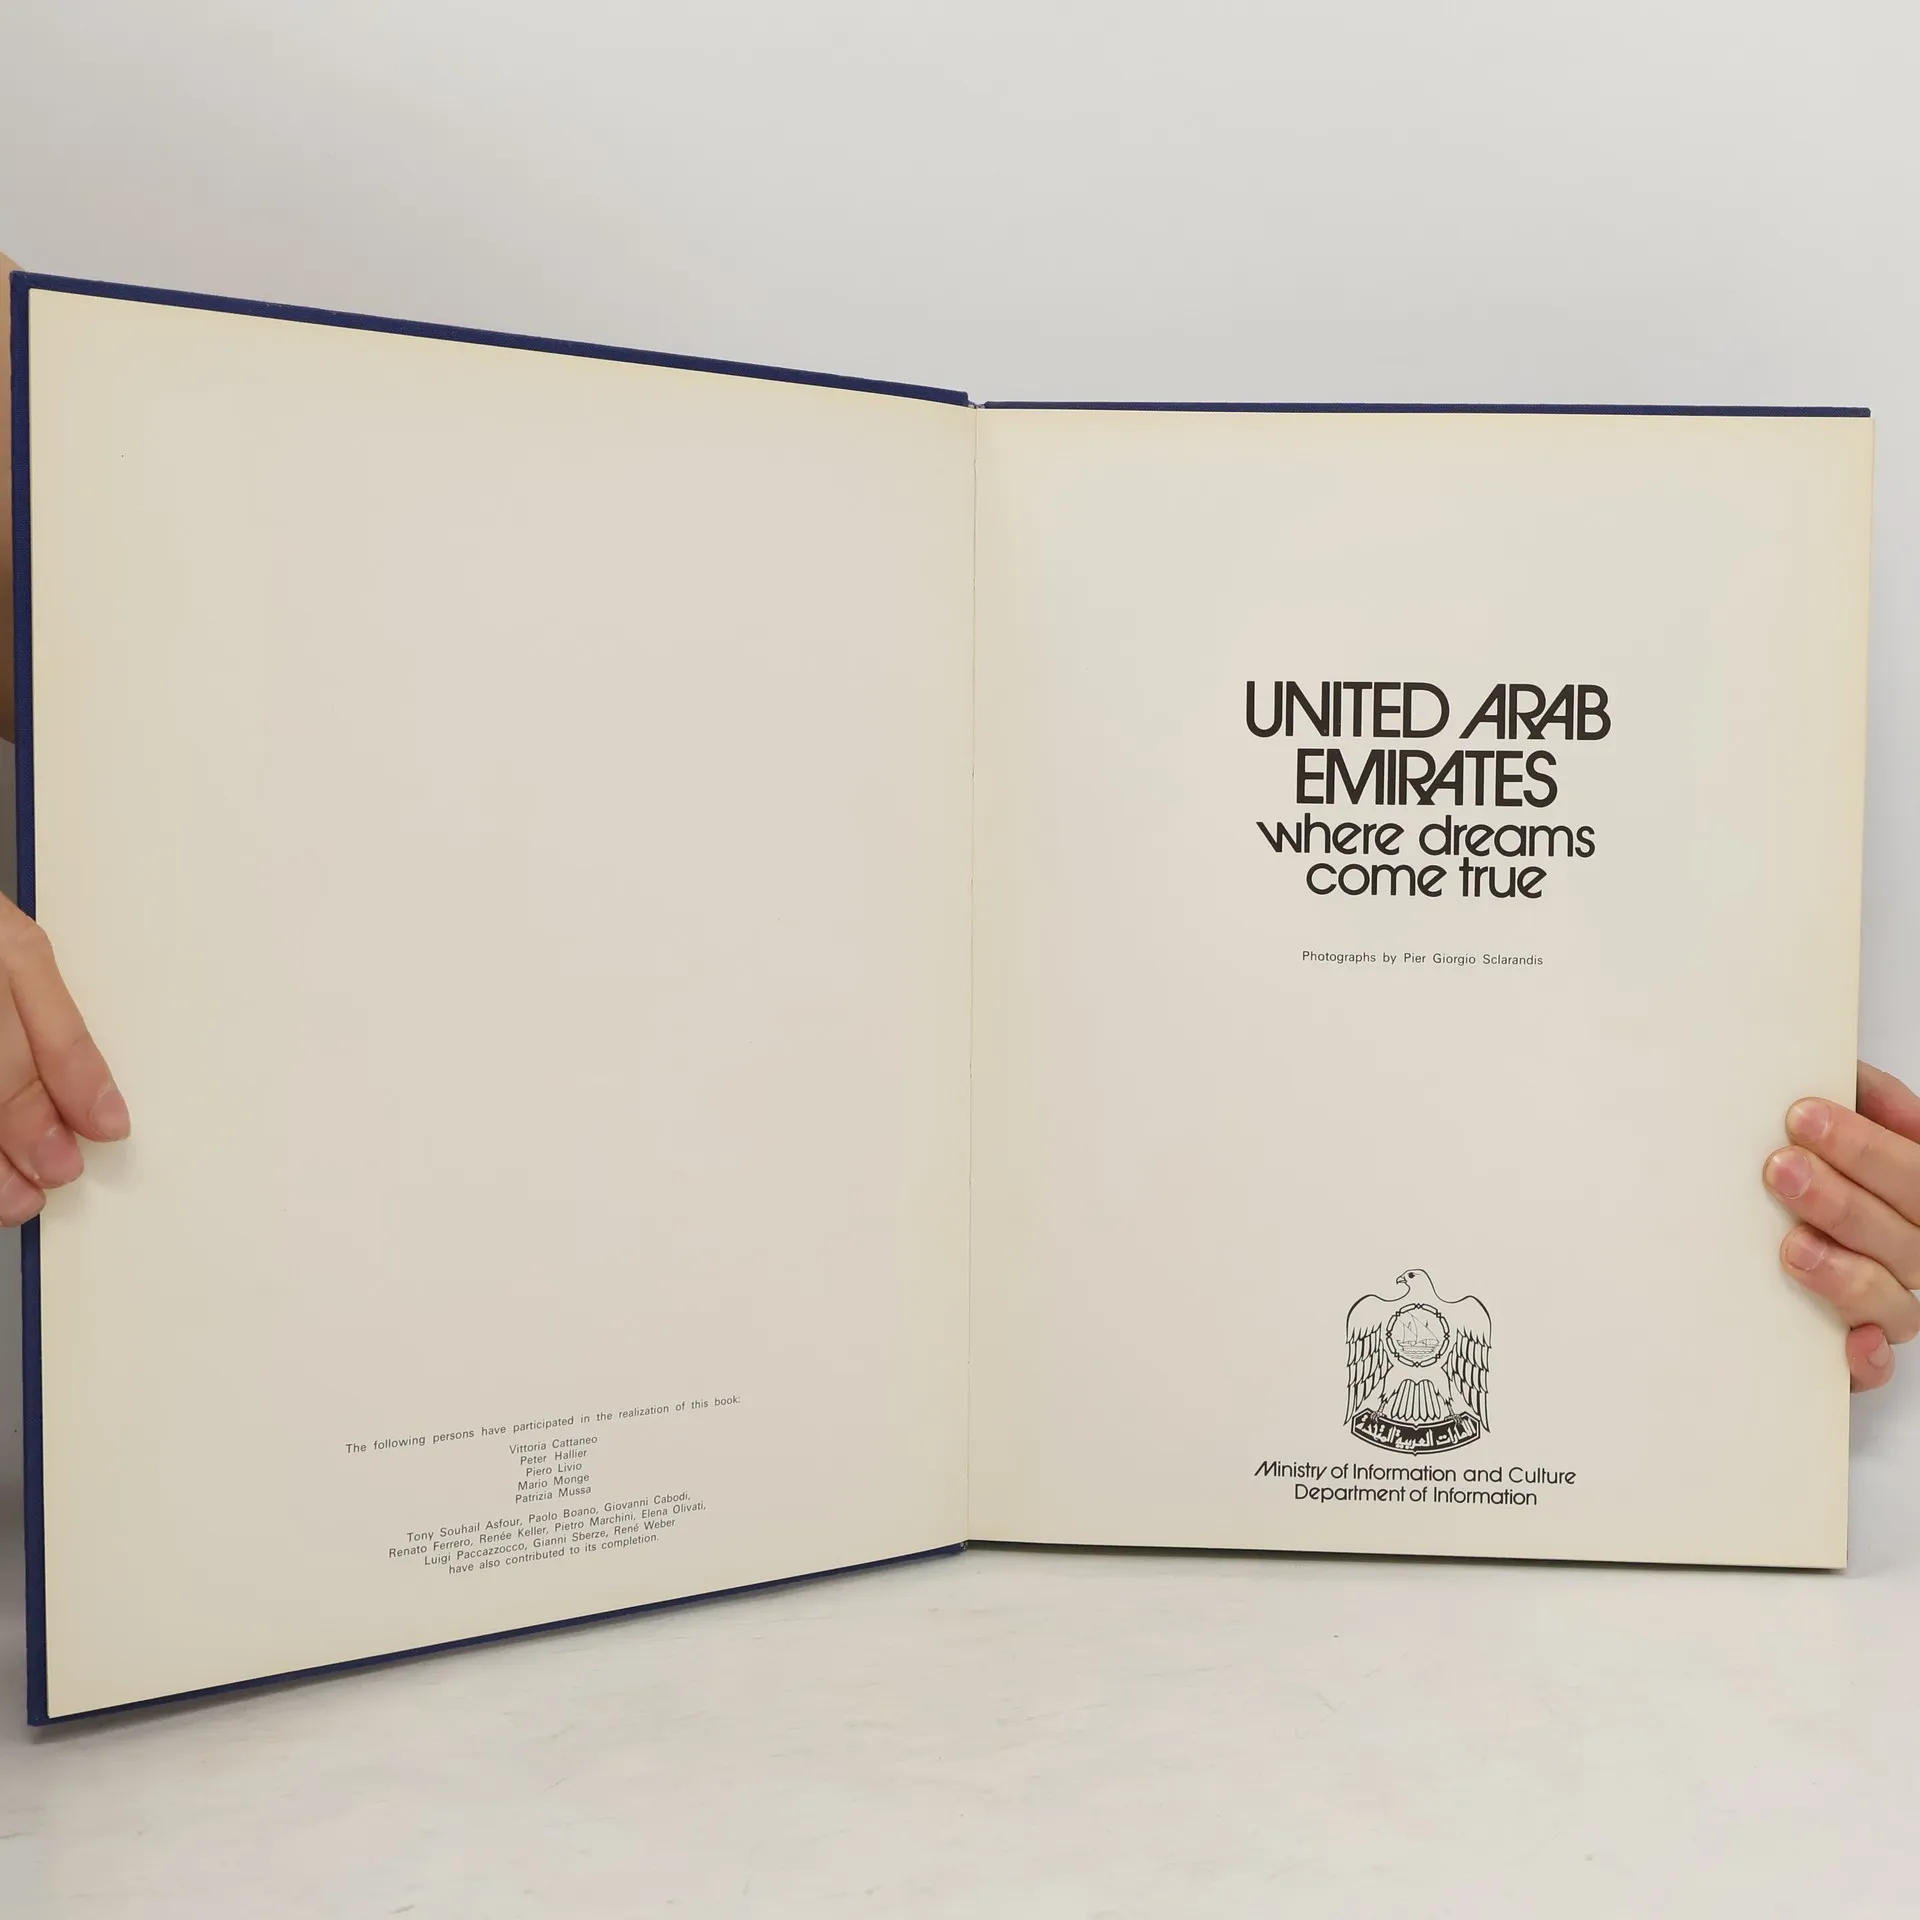 The following persons have participated in the realization of this book:
Vittoria Cattaneo
Peter Hallier
Piero Livio
Mario Monge
Patrizia Mussa
Tony Souhail Asfour, Paolo Boano, Giovanni Cabodi,
Renato Ferrero, Renée Keller, Pietro Marchini, Elena Olivati,
Luigi Paccazzocco, Gianni Sberze, René Weber
have also contributed to its completion.
UNITED ARAB
EMIRATES
where dreams
come true
Photographs by Pier Giorgio Sclarandis
الامارات العربية المتحدة
Ministry of Information and Culture
Department of Information